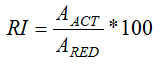 RI = A_ACT / A_RED * 100